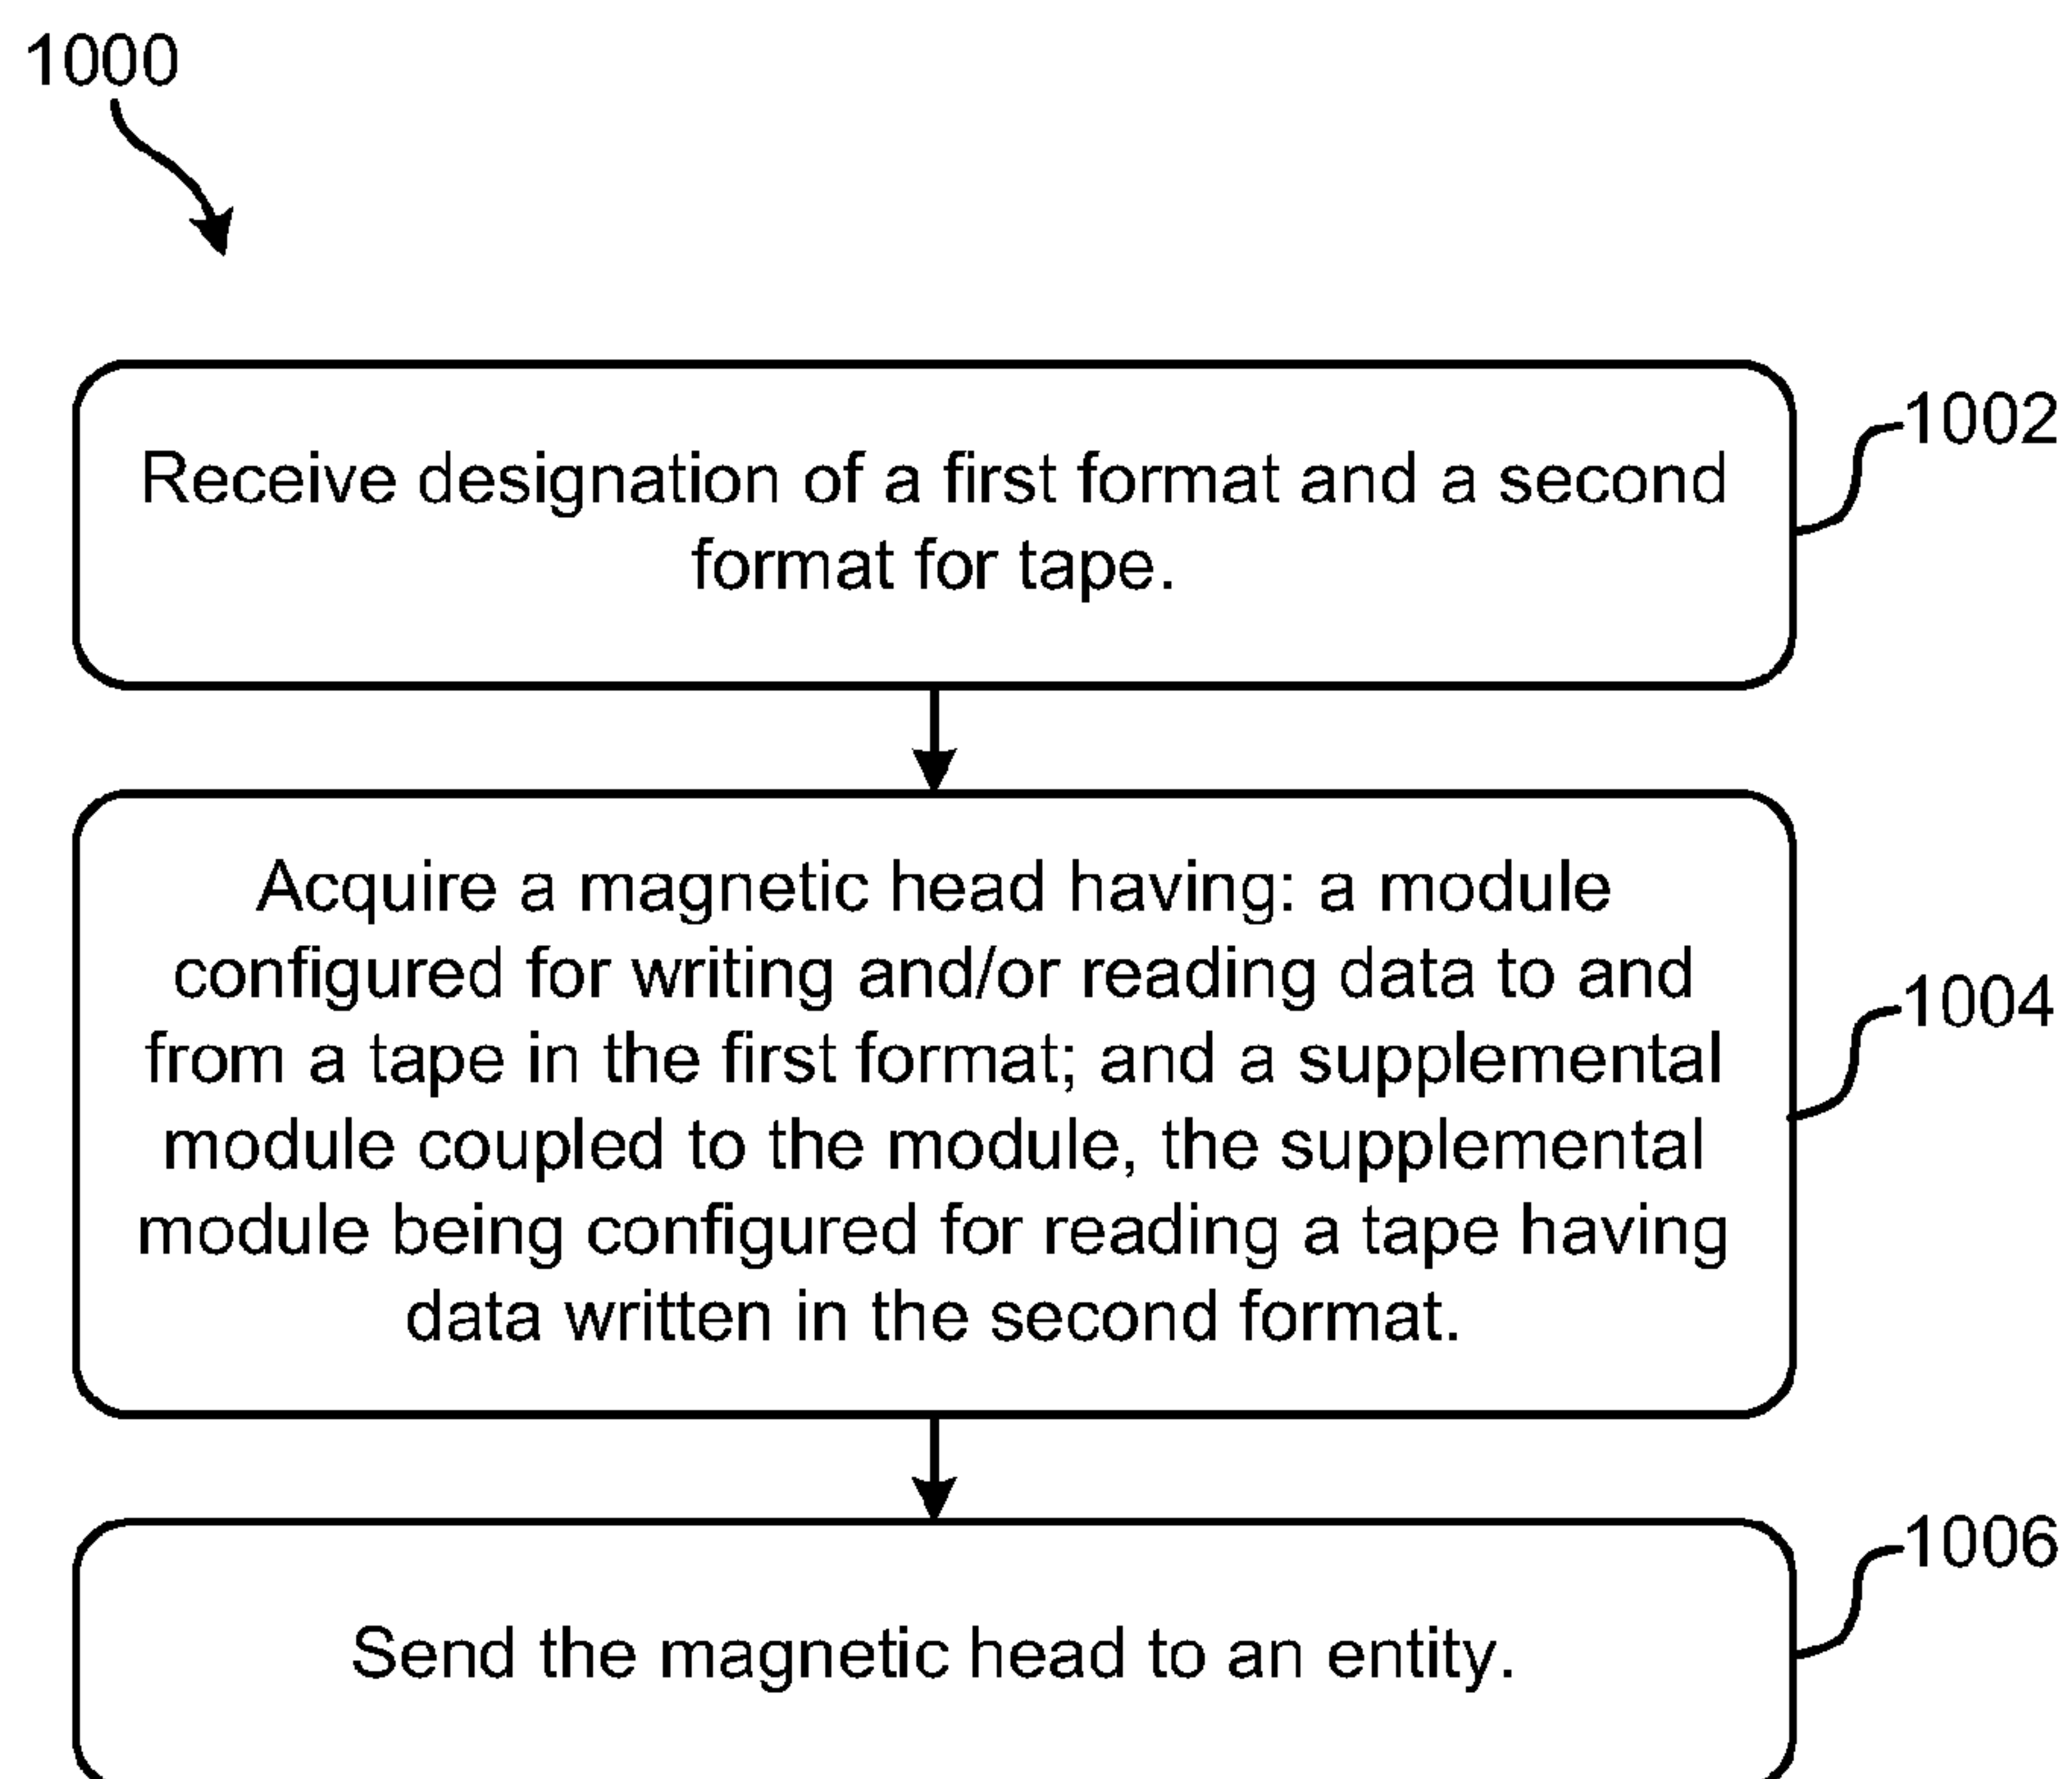 1000
1002
Receive designation of a first format and a second
format for tape.
Acquire a magnetic head having: a module
configured for writing and/or reading data to and
from a tape in the first format; and a supplemental
module coupled to the module, the supplemental
module being configured for reading a tape having
data written in the second format.
1004
1006
Send the magnetic head to an entity.